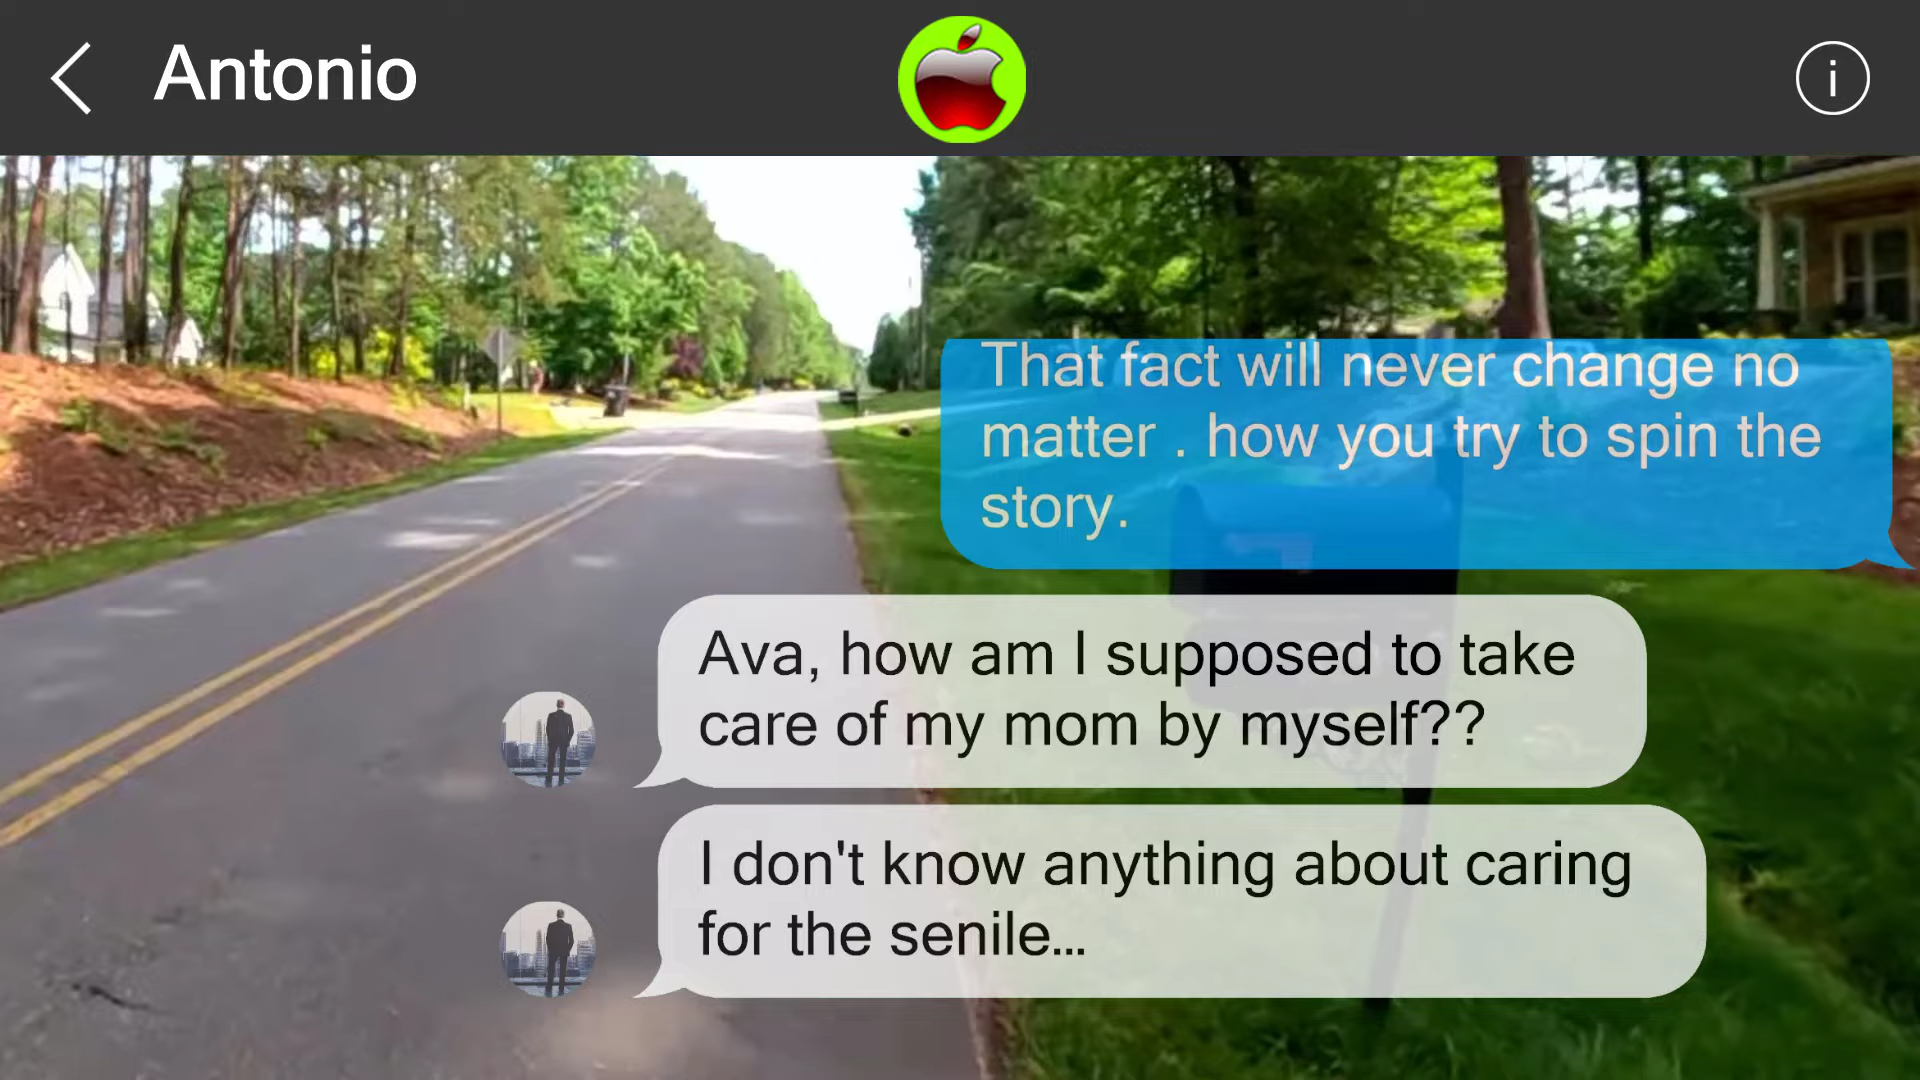 Antonio
i
That fact will never change no
matter . how you try to spin the
story.
Ava, how am I supposed to take
care of my mom by myself??
I don't know anything about caring
for the senile...